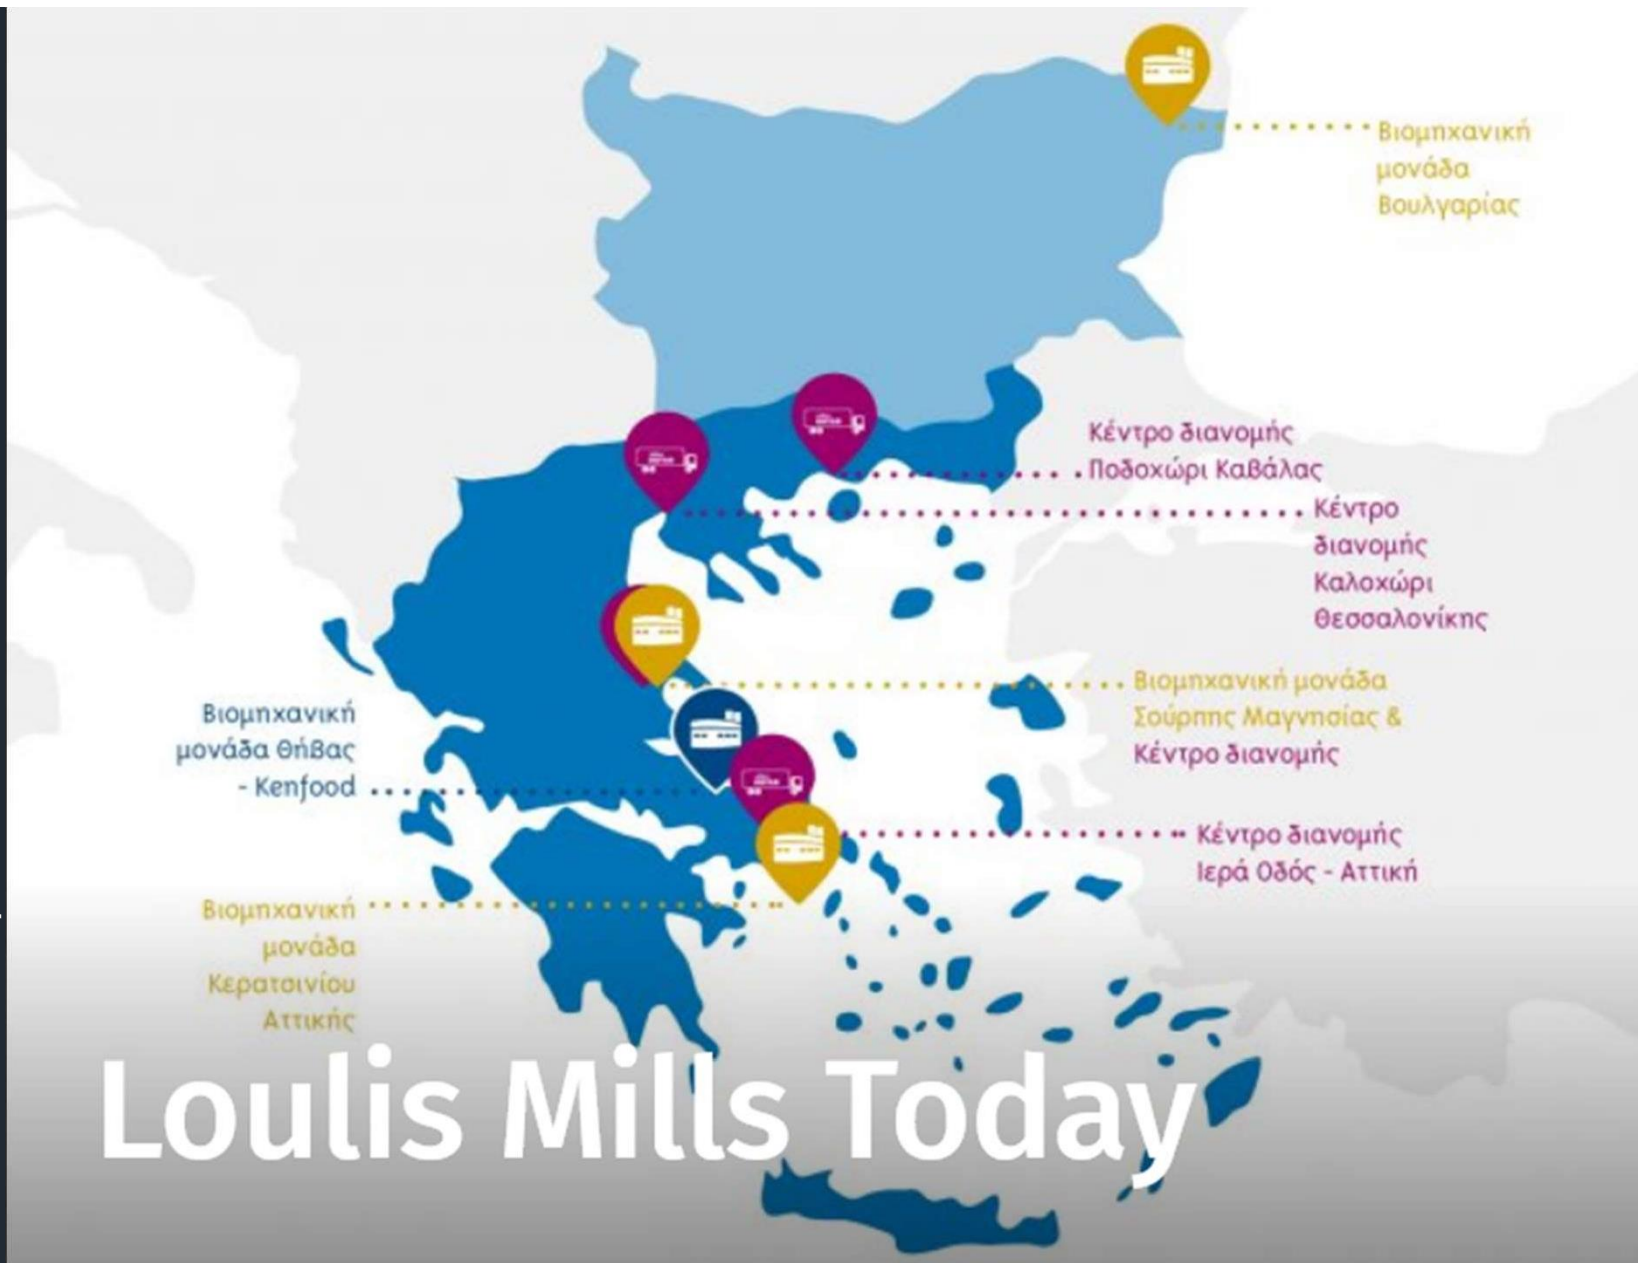 Βιομηχανική
μονάδα
Βουλγαρίας
Κέντρο διανομής
Ποδοχώρι Καβάλας
Κέντρο
διανομής
Καλοχώρι
Θεσσαλονίκης
Βιομηχανική μονάδα
Σούρπης Μαγνησίας &
Κέντρο διανομής
Βιομηχανική
μονάδα Θήβας
- Kenfood
Κέντρο διανομής
Ιερά Οδός - Αττική
Βιομηχανική
μονάδα
Κερατσινίου
Αττικής
Loulis Mills Today